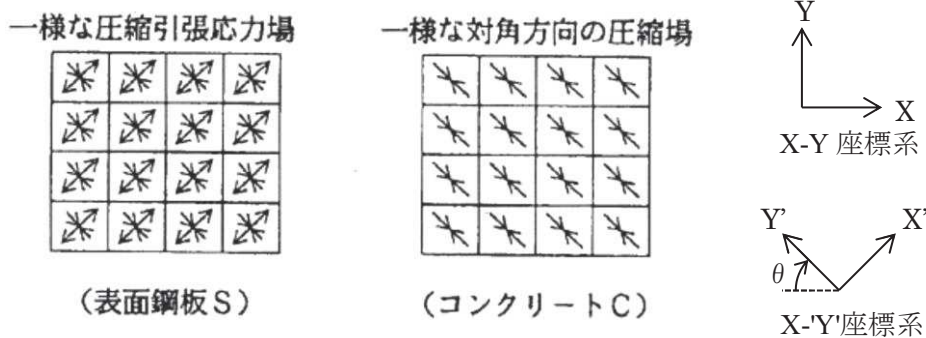 一様な圧縮引張応力場
(表面鋼板S)
一様な対角方向の圧縮場
(コンクリートC)
Y
X
X-Y 座標系
Y'
X'
θ
X-'Y'座標系